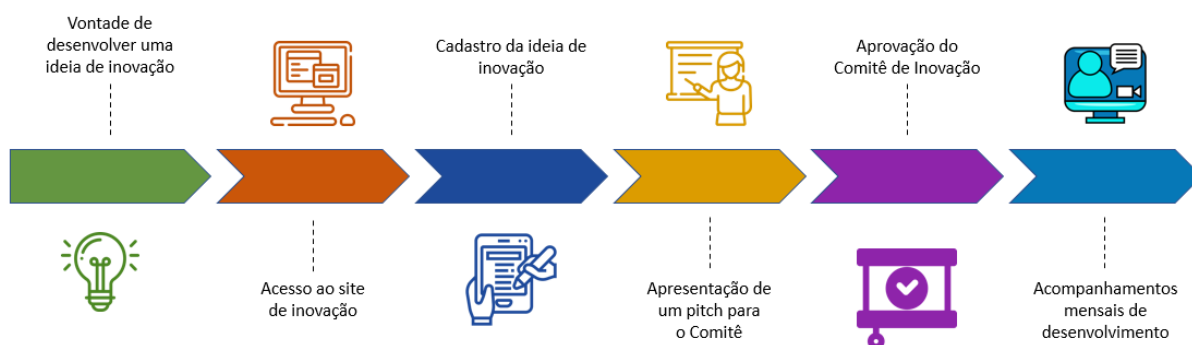 Vontade de
desenvolver uma
ideia de inovação
Acesso ao site
de inovação
Cadastro da ideia de
inovação
Apresentação de
um pitch para
o Comitê
Aprovação do
Comitê de Inovação
Acompanhamentos
mensais de
desenvolvimento